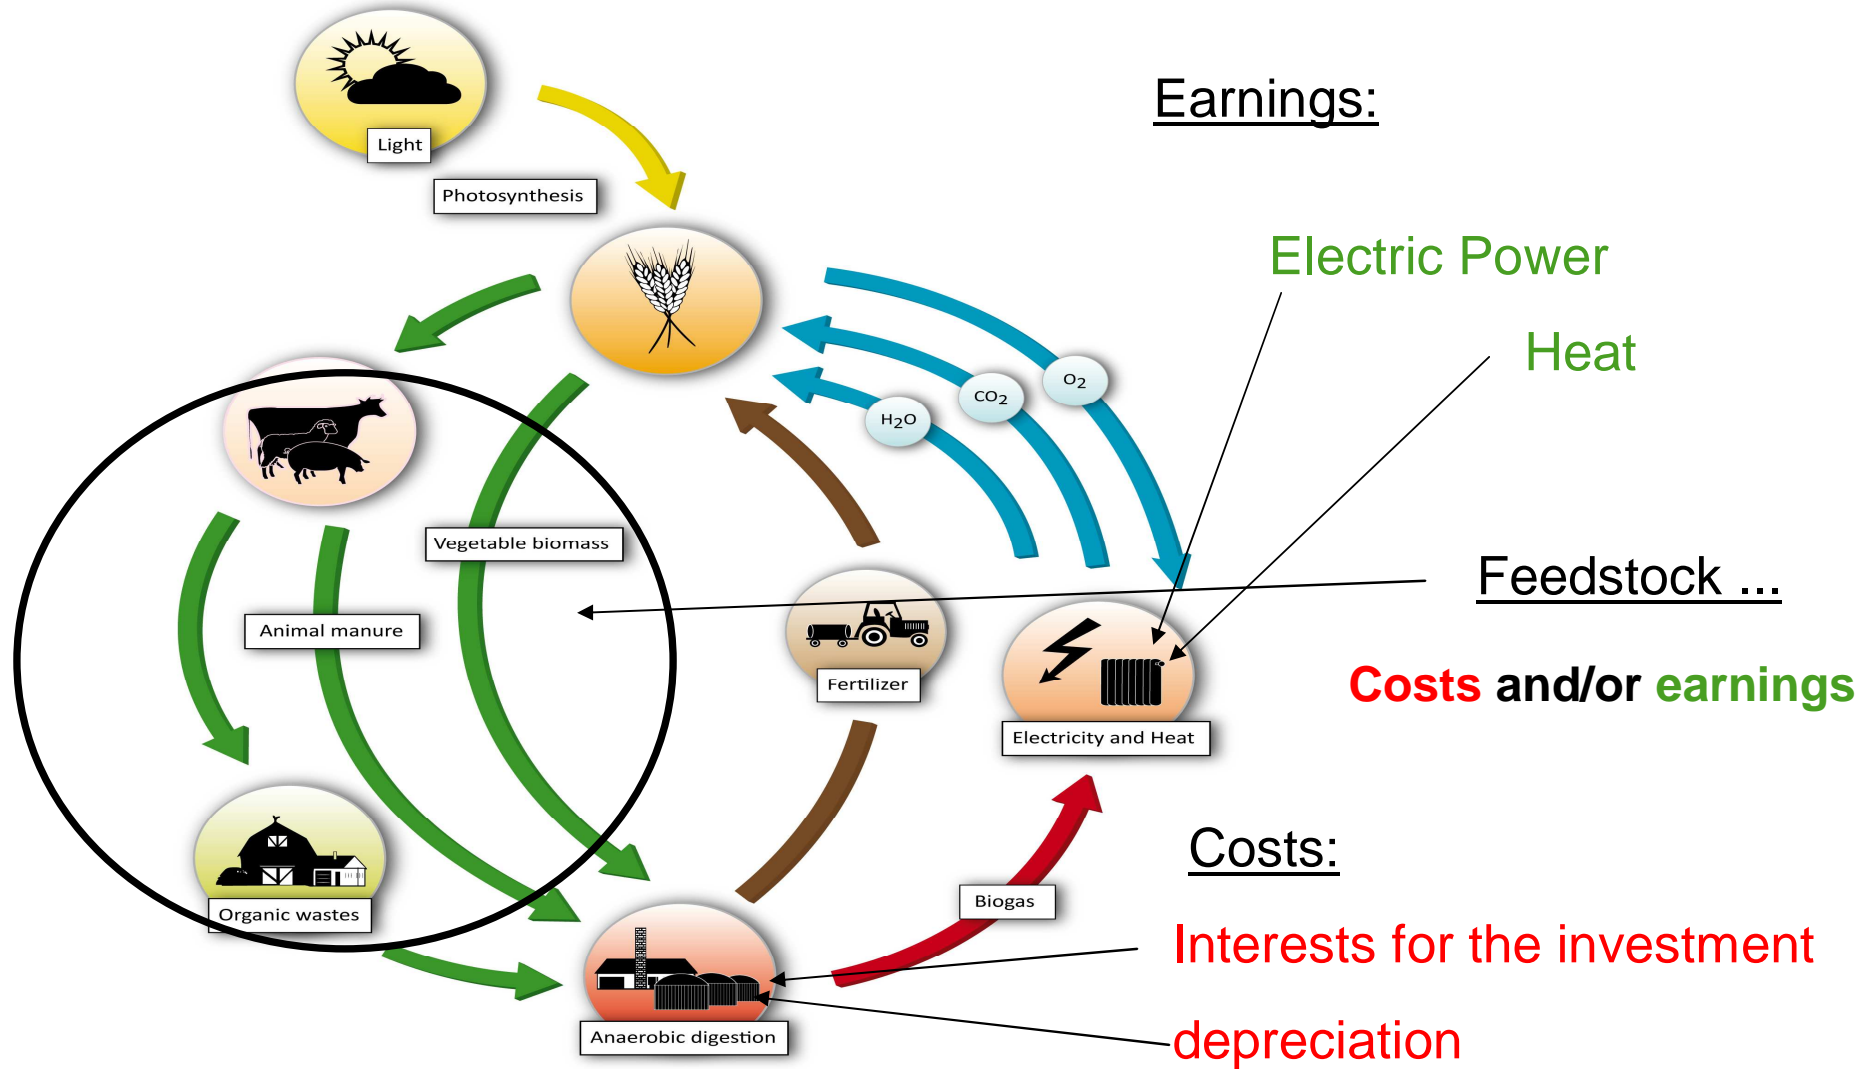 Light
Photosynthesis
Earnings:
Electric Power
Heat
O2
CO2
H2O
Vegetable biomass
Animal manure
Feedstock ...
Costs and/or earnings
Fertilizer
Electricity and Heat
Organic wastes
Biogas
Costs:
Interests for the investment
depreciation
Anaerobic digestion